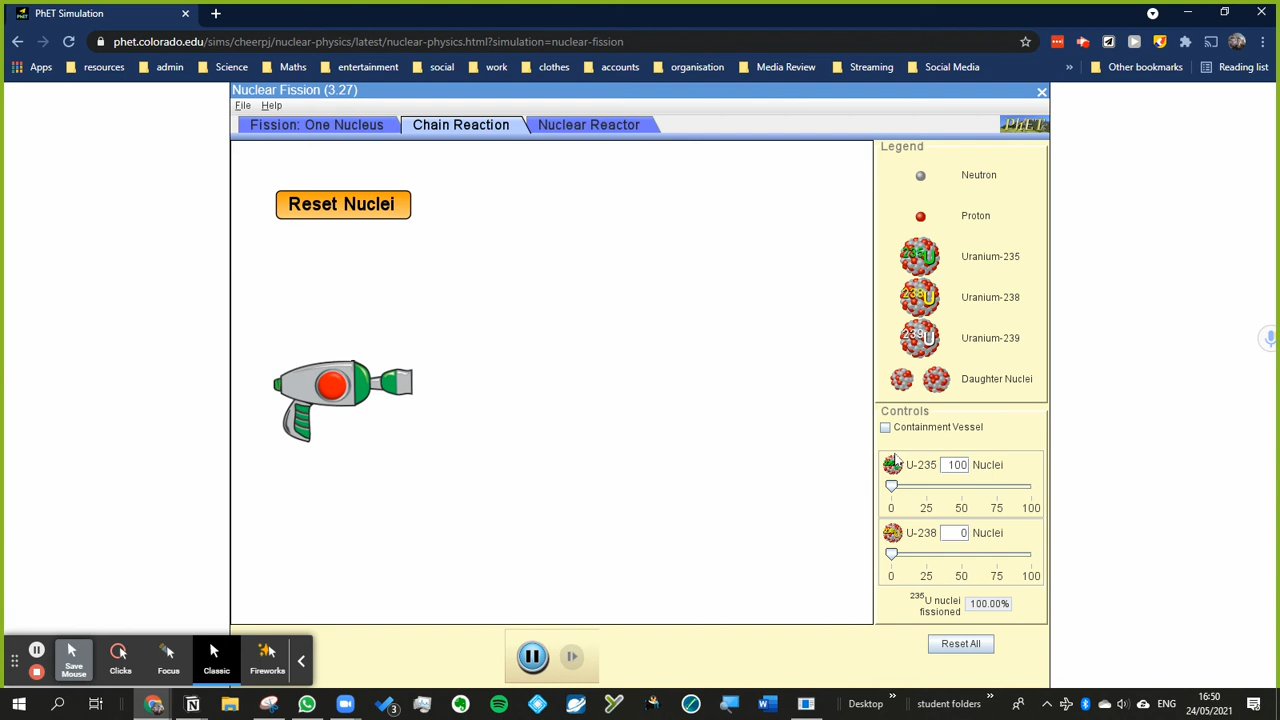 PhET Simulation
phet.colorado.edu/sims/cheerpj/nuclear-physics/latest/nuclear-physics.html?simulation=nuclear-fission
Apps resources admin Science Maths entertainment social work clothes accounts organisation Media Review Streaming Social Media » Other bookmarks Reading list
Nuclear Fission (3.27)
File Help
Fission: One Nucleus Chain Reaction Nuclear Reactor PhET
Reset Nuclei
Legend
Neutron
Proton
235U Uranium-235
238U Uranium-238
239U Uranium-239
Daughter Nuclei
Controls
Containment Vessel
U-235 100 Nuclei
0 25 50 75 100
U-238 0 Nuclei
0 25 50 75 100
235U nuclei
fissioned 100.00%
Reset All
Save
Mouse
Clicks
Focus
Classic
Fireworks
3
Desktop » student folders »
16:50
24/05/2021